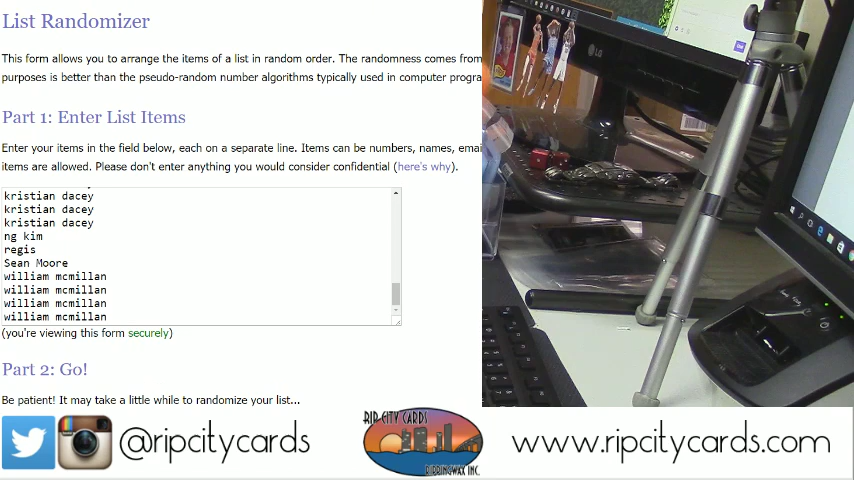 List Randomizer
This form allows you to arrange the items of a list in random order. The randomness comes from
purposes is better than the pseudo-random number algorithms typically used in computer progra
Part 1: Enter List Items
Enter your items in the field below, each on a separate line. Items can be numbers, names, emai
items are allowed. Please don't enter anything you would consider confidential (here's why).
kristian dacey
kristian dacey
kristian dacey
ng kim
regis
Sean Moore
william mcmillan
william mcmillan
william mcmillan
william mcmillan
(you're viewing this form securely)
Part 2: Go!
Be patient! It may take a little while to randomize your list...
LG
@ripcitycards
RIP CITY CARDS
RIPPINGWAX INC.
www.ripcitycards.com